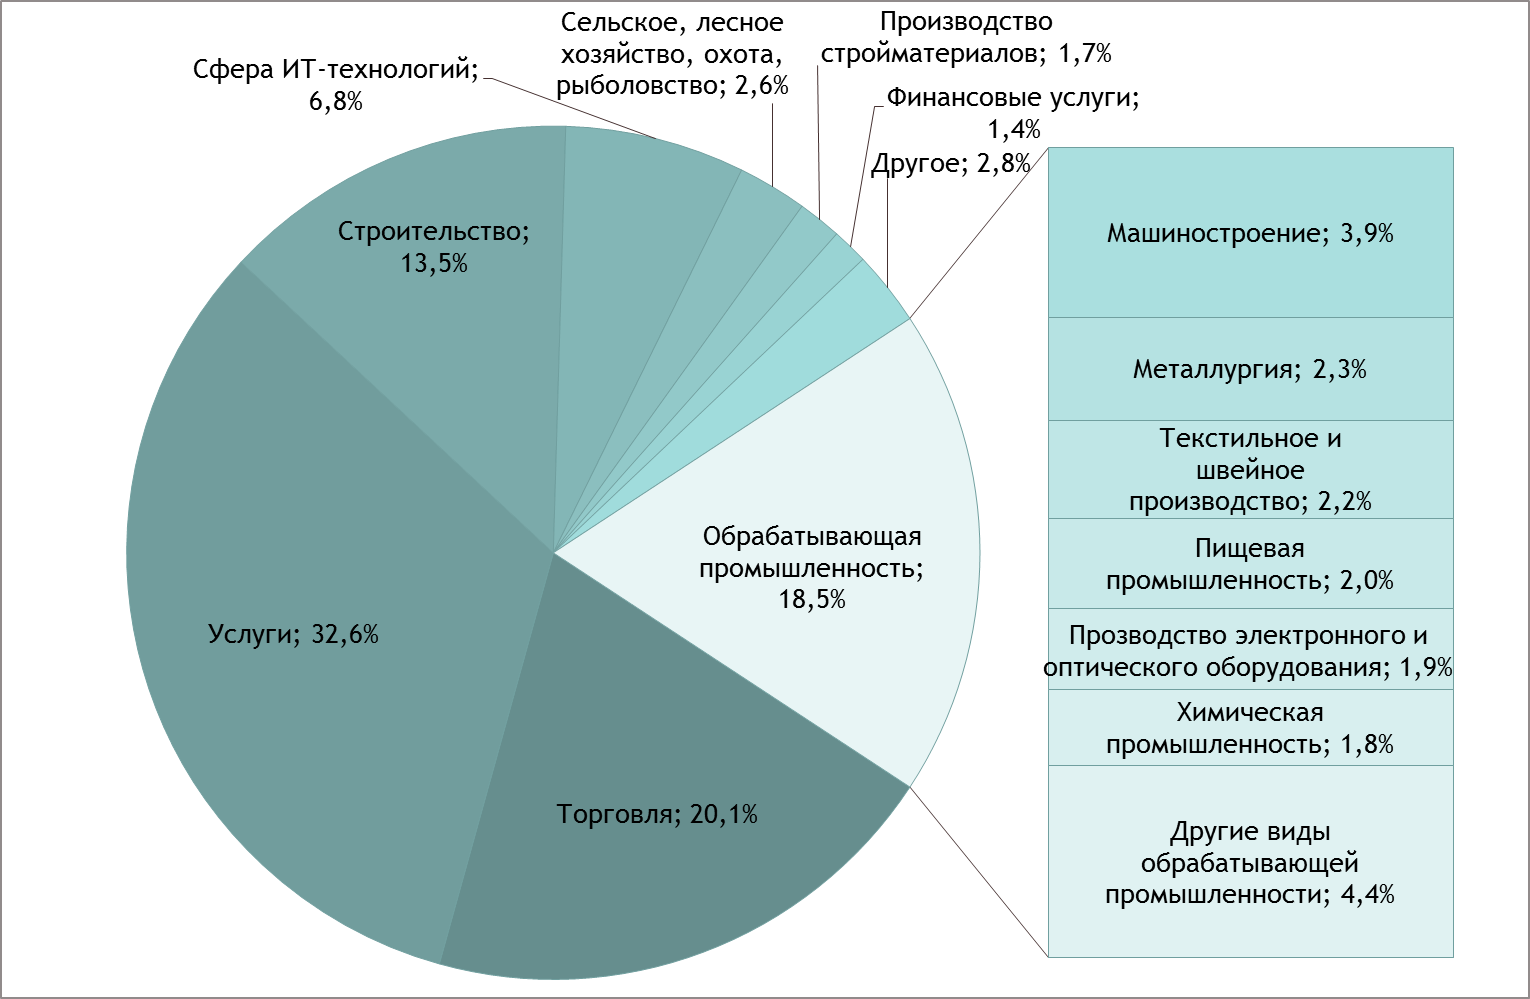 Сфера ИТ-технологий;
6,8%
Сельское, лесное
хозяйство, охота,
рыболовство; 2,6%
Производство
стройматериалов; 1,7%
Финансовые услуги;
1,4%
Другое; 2,8%
Строительство;
13,5%
Услуги; 32,6%
Торговля; 20,1%
Обрабатывающая
промышленность;
18,5%
Машиностроение; 3,9%
Металлургия; 2,3%
Текстильное и
швейное
производство; 2,2%
Пищевая
промышленность; 2,0%
Прозводство электронного и
оптического оборудования; 1,9%
Химическая
промышленность; 1,8%
Другие виды
обрабатывающей
промышленности; 4,4%